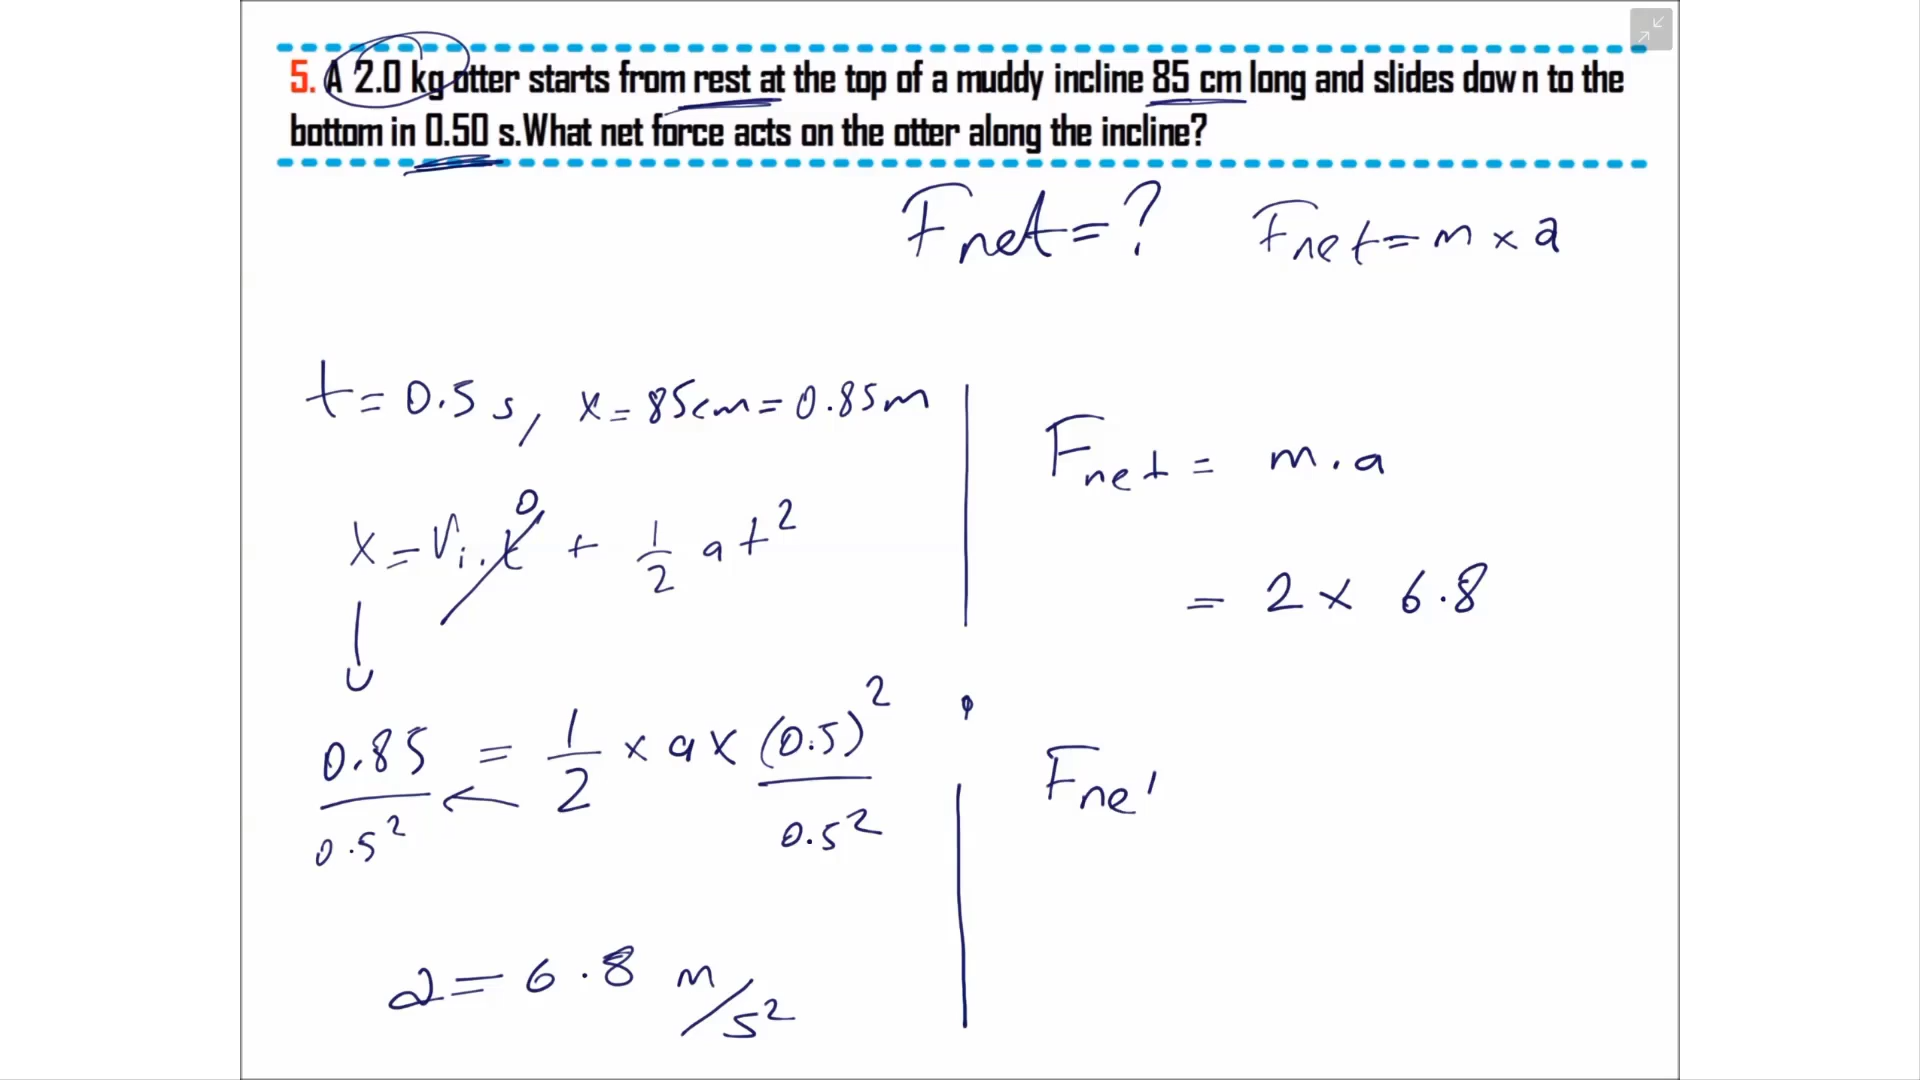 5. A 2.0 kg otter starts from rest at the top of a muddy incline 85 cm long and slides down to the
bottom in 0.50 s.What net force acts on the otter along the incline?
Fnet=? Fnet=m×a
t=0.5 s, x=85cm=0.85m
x=Vi.t 0 + 1/2 at²
0.85/0.5² = 1/2 × a × (0.5)²/0.5²
a=6.8 m/s²
Fnet = m.a
= 2 × 6.8
Fne